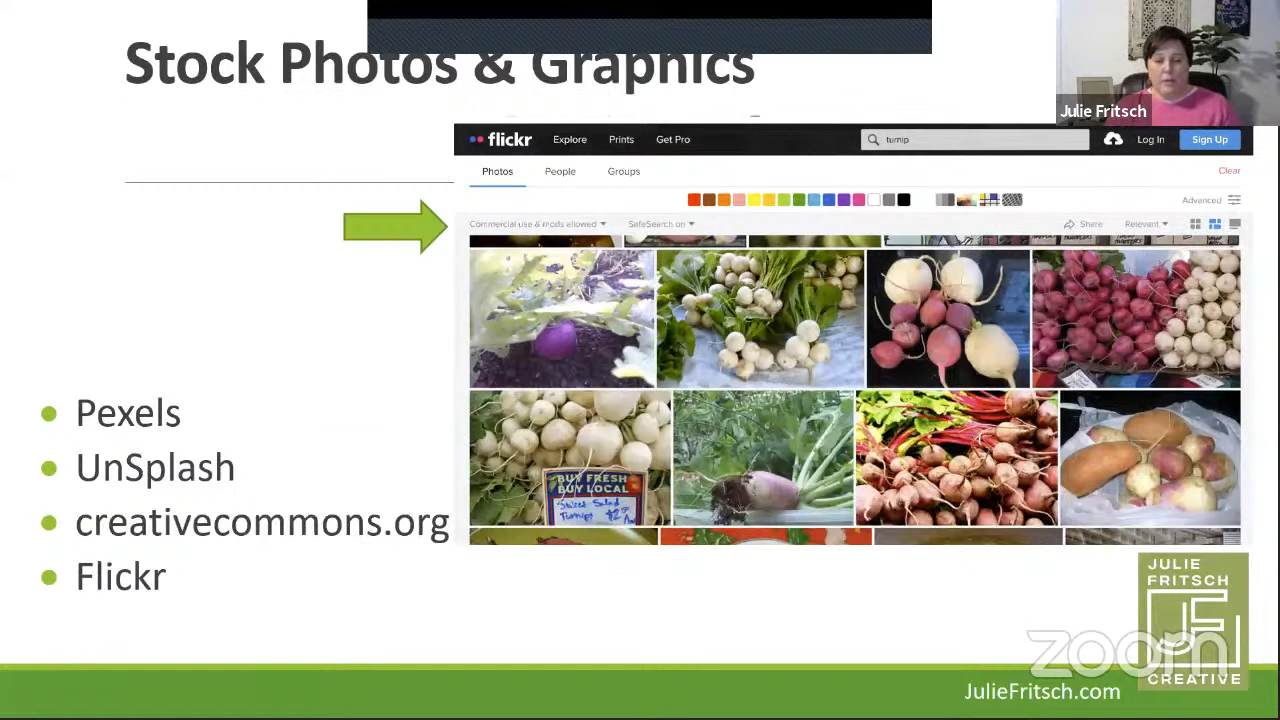 Stock Photos & Graphics
Julie Fritsch
flickr
Explore
Prints
Get Pro
turnip
Log In
Sign Up
Photos
People
Groups
Clear
Advanced
Commercial use & mods allowed
SafeSearch on
Share
Relevant
BUY FRESH
BUY LOCAL
Turnips
Pexels
UnSplash
creativecommons.org
Flickr
JULIE
FRITSCH
JF
CREATIVE
zoom
JulieFritsch.com